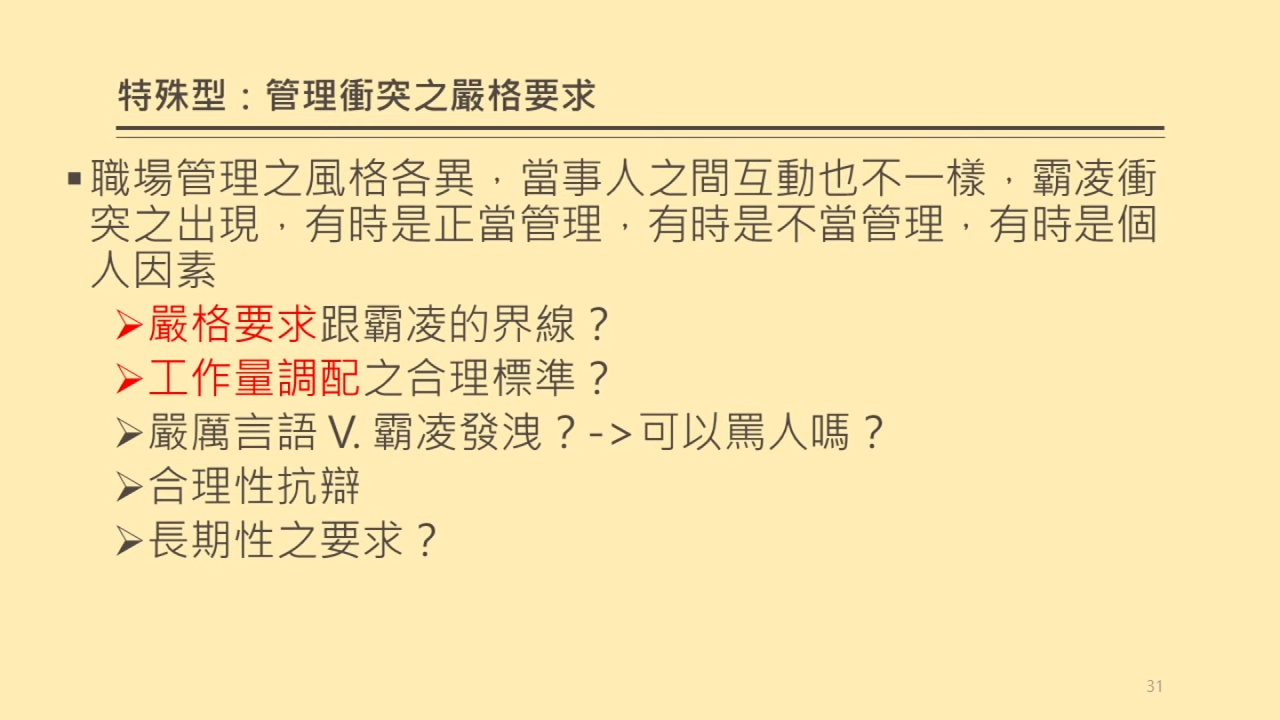 特殊型：管理衝突之嚴格要求
▪職場管理之風格各異，當事人之間互動也不一樣，霸凌衝
突之出現，有時是正當管理，有時是不當管理，有時是個
人因素
➢嚴格要求跟霸凌的界線？
➢工作量調配之合理標準？
➢嚴厲言語 V. 霸凌發洩？->可以罵人嗎？
➢合理性抗辯
➢長期性之要求？
31